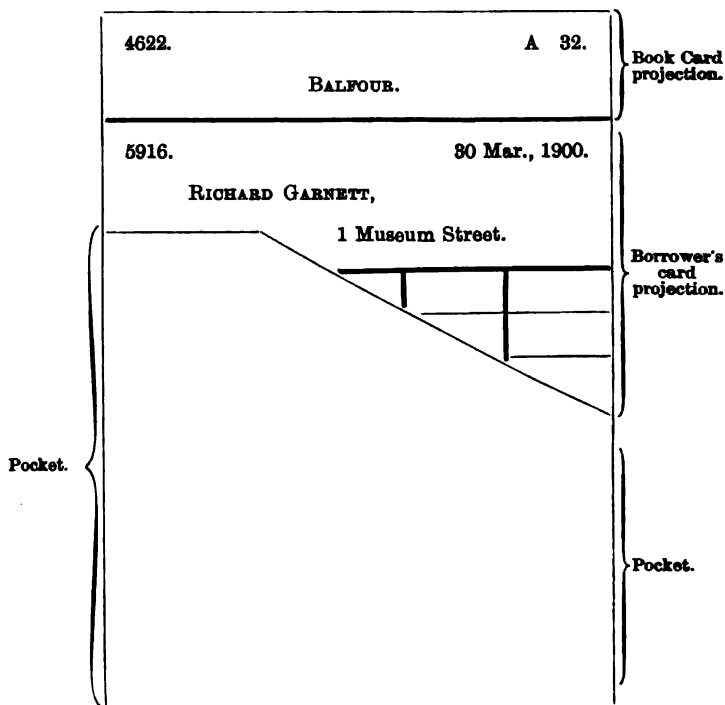 4622. A 32.
BALFOUR.
Book Card
projection.
5916. 30 Mar., 1900.
RICHARD GARNETT,
1 Museum Street.
Borrower's
card
projection.
Pocket.
Pocket.